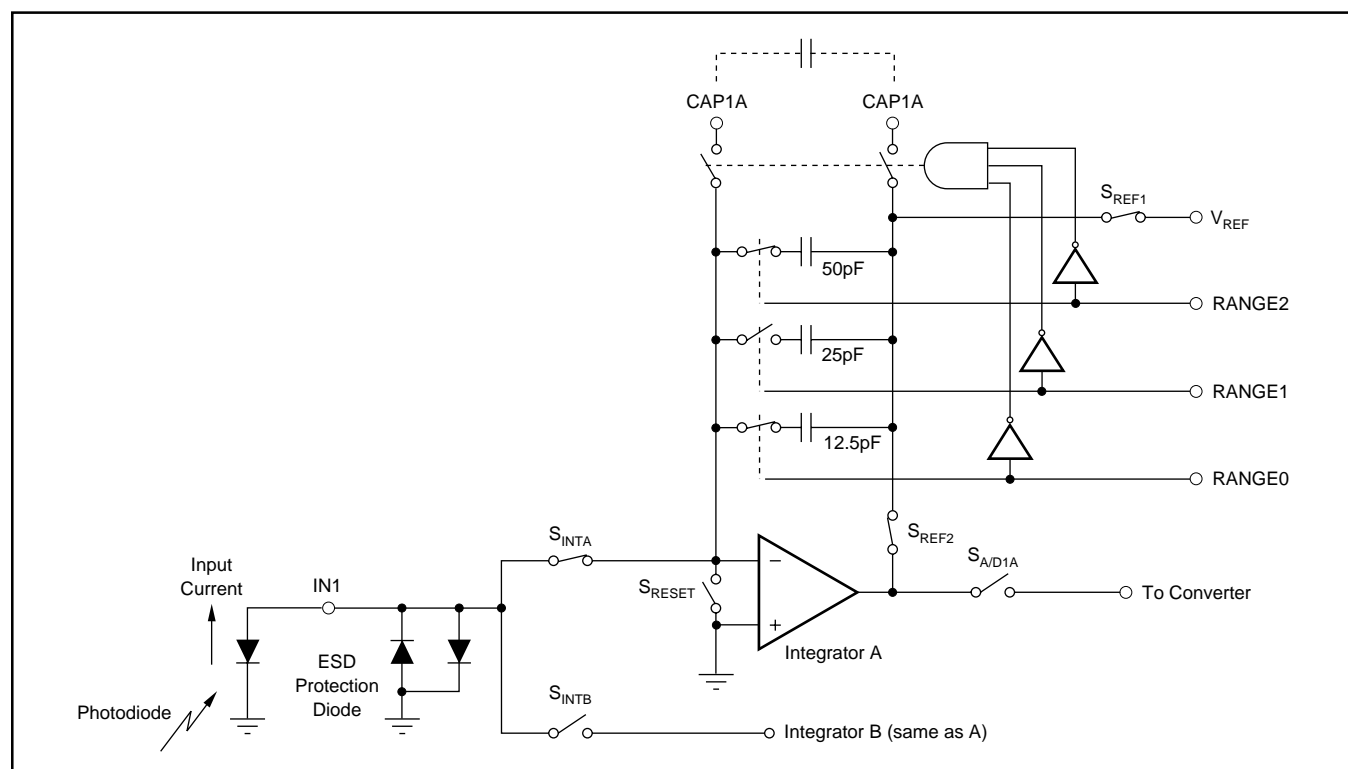 CAP1A
CAP1A
SREF1
VREF
50pF
RANGE2
25pF
RANGE1
12.5pF
RANGE0
SREF2
SINTA
SA/D1A
Input
Current
IN1
SRESET
−
+
To Converter
Integrator A
ESD
Protection
Diode
SINTB
Photodiode
Integrator B (same as A)